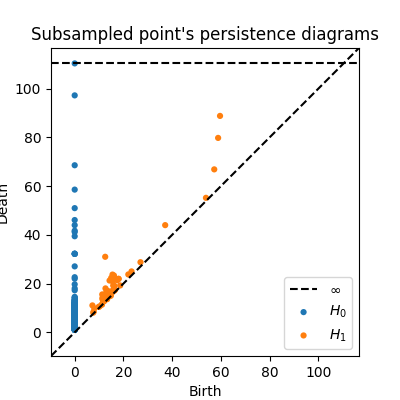 Subsampled point's persistence diagrams
Death
100
80
60
40
20
0
∞
H₀
H₁
0 20 40 60 80 100
Birth